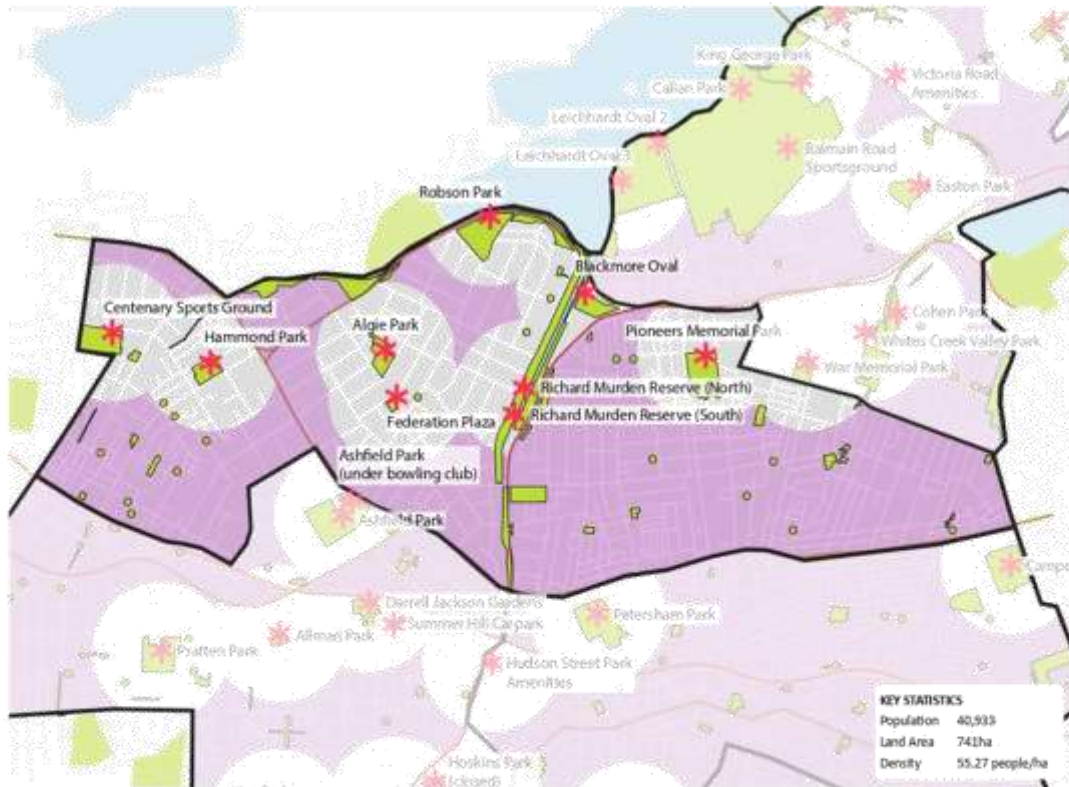 King George Park
Callan Park
Victoria Road
Amenities
Leichhardt Oval 2
Leichhardt Oval 3
Balmain Road
Sportsground
Easton Park
Robson Park
Blackmore Oval
Centenary Sports Ground
Hammond Park
Algie Park
Pioneers Memorial Park
Cohen Park
Whites Creek Valley Park
War Memorial Park
Richard Murden Reserve (North)
Federation Plaza
Richard Murden Reserve (South)
Ashfield Park
(under bowling club)
Ashfield Park
Darrell Jackson Gardens
Summer Hill Carpark
Petersham Park
Allman Park
Pratten Park
Hudson Street Park
Amenities
Hoskins Park
(closed)
KEY STATISTICS
Population 40,933
Land Area 741ha
Density 55.27 people/ha